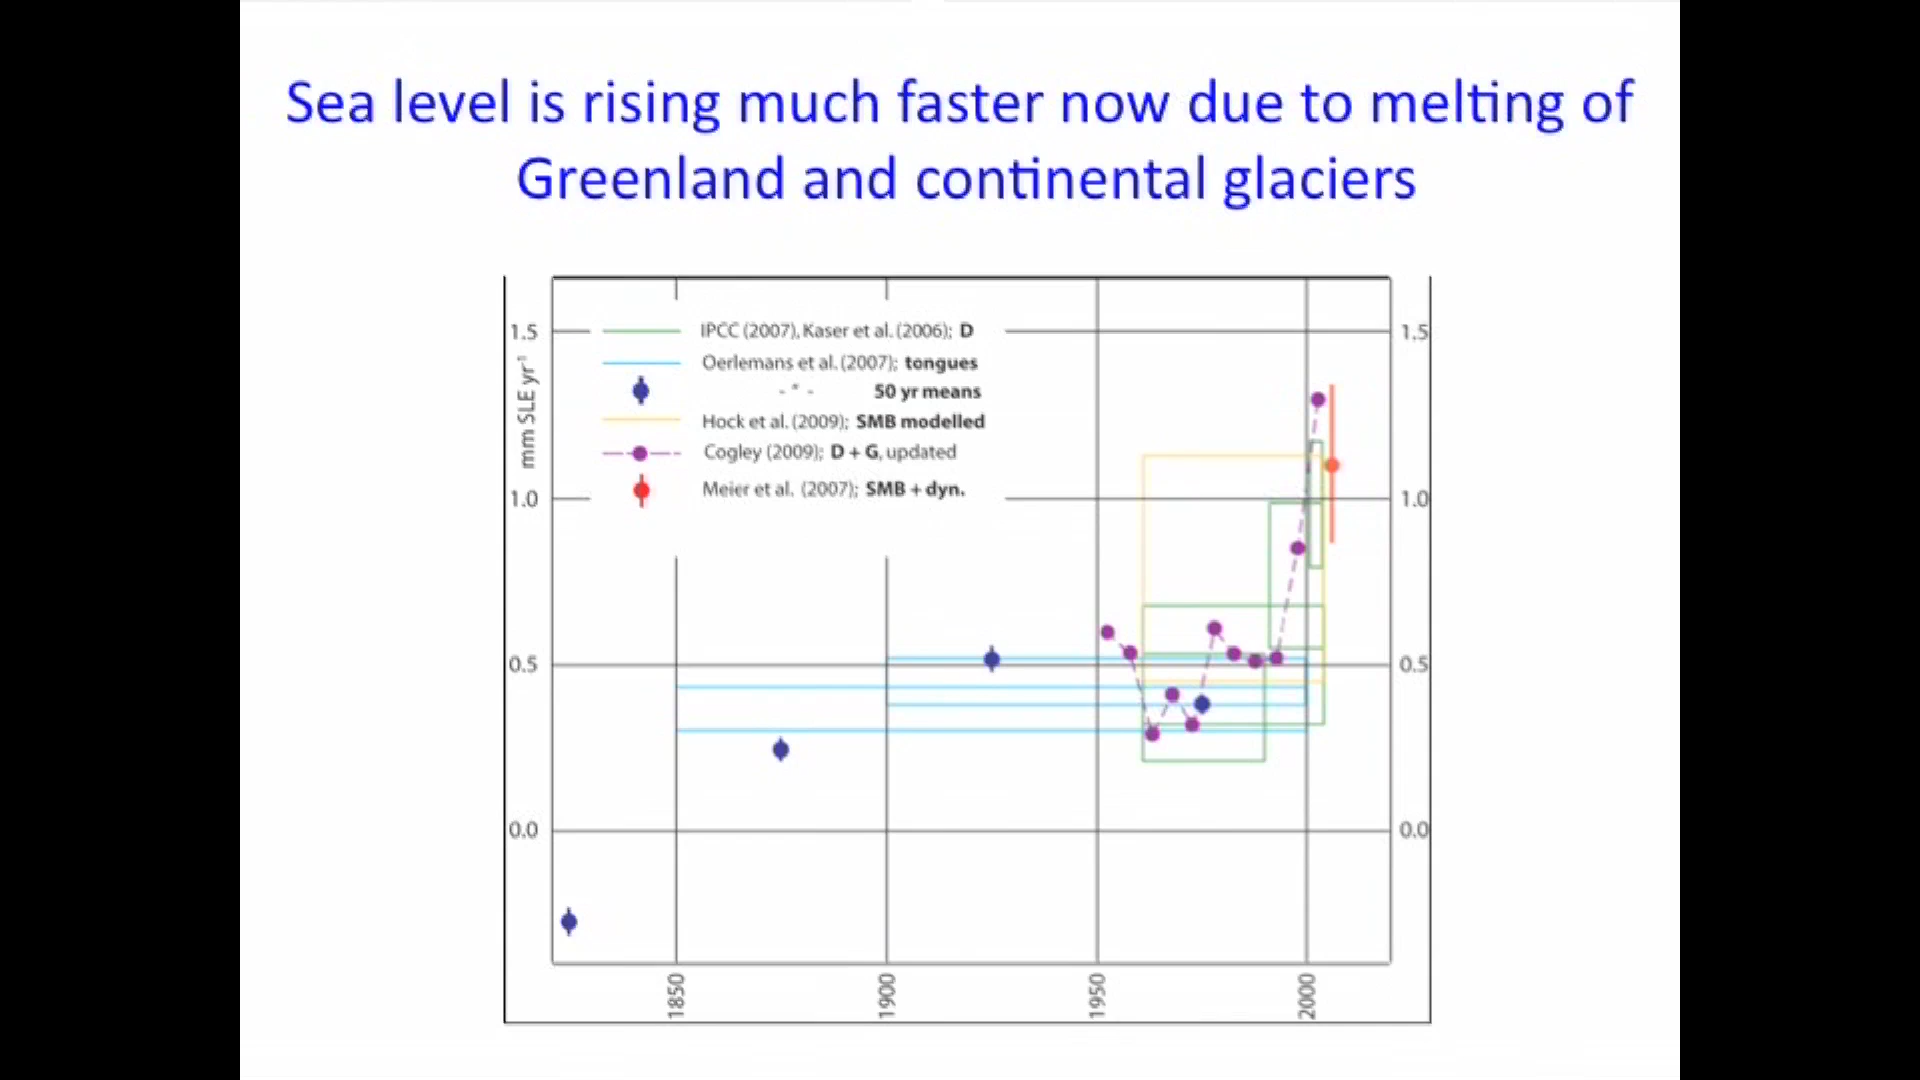 Sea level is rising much faster now due to melting of
Greenland and continental glaciers
1.5
IPCC (2007), Kaser et al. (2006); D
1.5
mm SLE yr⁻¹
Oerlemans et al. (2007); tongues
- " - 50 yr means
Hock et al. (2009); SMB modelled
Cogley (2009); D + G, updated
Meier et al. (2007); SMB + dyn.
1.0
1.0
0.5
0.5
0.0
0.0
1850
1900
1950
2000